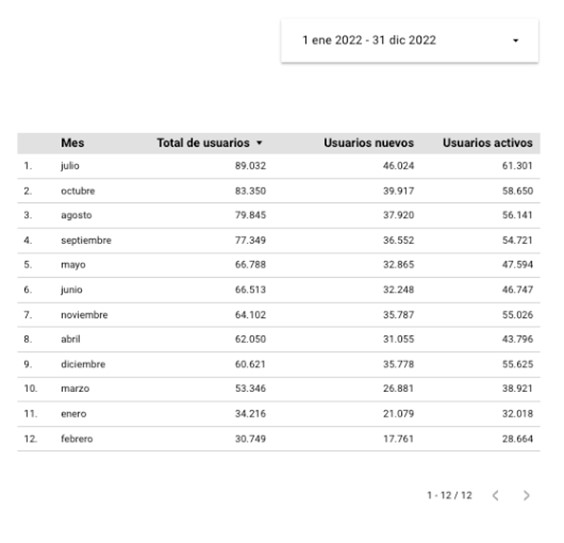 1 ene 2022 - 31 dic 2022
Mes Total de usuarios Usuarios nuevos Usuarios activos
1. julio 89.032 46.024 61.301
2. octubre 83.350 39.917 58.650
3. agosto 79.845 37.920 56.141
4. septiembre 77.349 36.552 54.721
5. mayo 66.788 32.865 47.594
6. junio 66.513 32.248 46.747
7. noviembre 64.102 35.787 55.026
8. abril 62.050 31.055 43.796
9. diciembre 60.621 35.778 55.625
10. marzo 53.346 26.881 38.921
11. enero 34.216 21.079 32.018
12. febrero 30.749 17.761 28.664
1 - 12 / 12